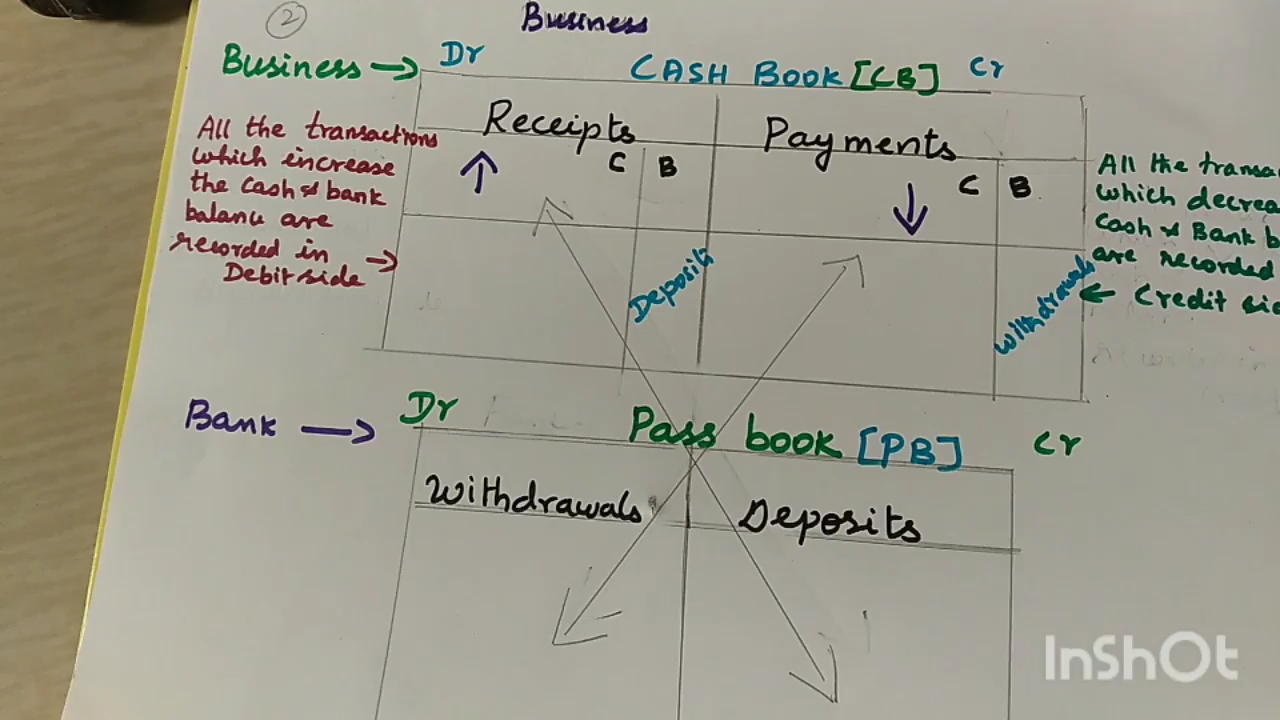 2
Business
Business → Dr CASH BOOK [CB] Cr
All the transactions
which increase
the cash & bank
balanu are
recorded in →
Debit side
Receipts
C B
Deposits
Payments
C B
Withdrawals
All the transa
which decrea
Cash & Bank b
are recorded
← Credit sid
Bank → Dr Pass book [PB] Cr
Withdrawals Deposits
InShOt